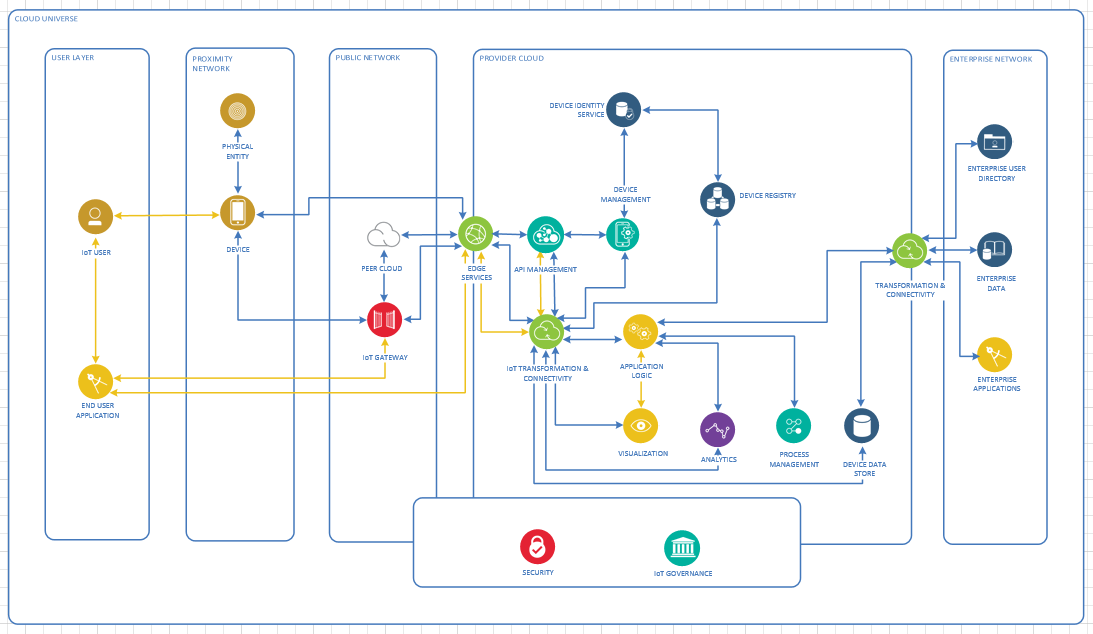 CLOUD UNIVERSE
USER LAYER
PROXIMITY
NETWORK
PUBLIC NETWORK
PROVIDER CLOUD
ENTERPRISE NETWORK
DEVICE IDENTITY
SERVICE
PHYSICAL
ENTITY
ENTERPRISE USER
DIRECTORY
DEVICE
MANAGEMENT
DEVICE REGISTRY
IoT USER
DEVICE
PEER CLOUD
EDGE
SERVICES
API MANAGEMENT
ENTERPRISE
DATA
TRANSFORMATION &
CONNECTIVITY
IoT GATEWAY
IoT TRANSFORMATION &
CONNECTIVITY
APPLICATION
LOGIC
ENTERPRISE
APPLICATIONS
END USER
APPLICATION
VISUALIZATION
ANALYTICS
PROCESS
MANAGEMENT
DEVICE DATA
STORE
SECURITY
IoT GOVERNANCE